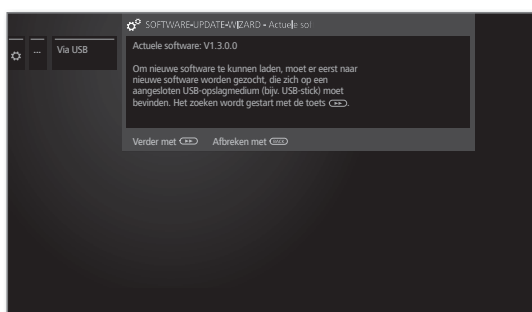 SOFTWARE-UPDATE-WIZARD - Actuele sof
... Via USB
Actuele software: V1.3.0.0
Om nieuwe software te kunnen laden, moet er eerst naar
nieuwe software worden gezocht, die zich op een
aangesloten USB-opslagmedium (bijv. USB-stick) moet
bevinden. Het zoeken wordt gestart met de toets ▶▶.
Verder met ▶▶ Afbreken met BACK